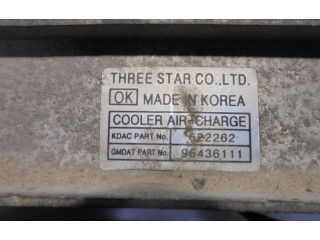 THREE STAR CO.,LTD.
OK MADE IN KOREA
COOLER AIR-CHARGE
KDAC PART No. 622262
GMDAT PART No. 96436111